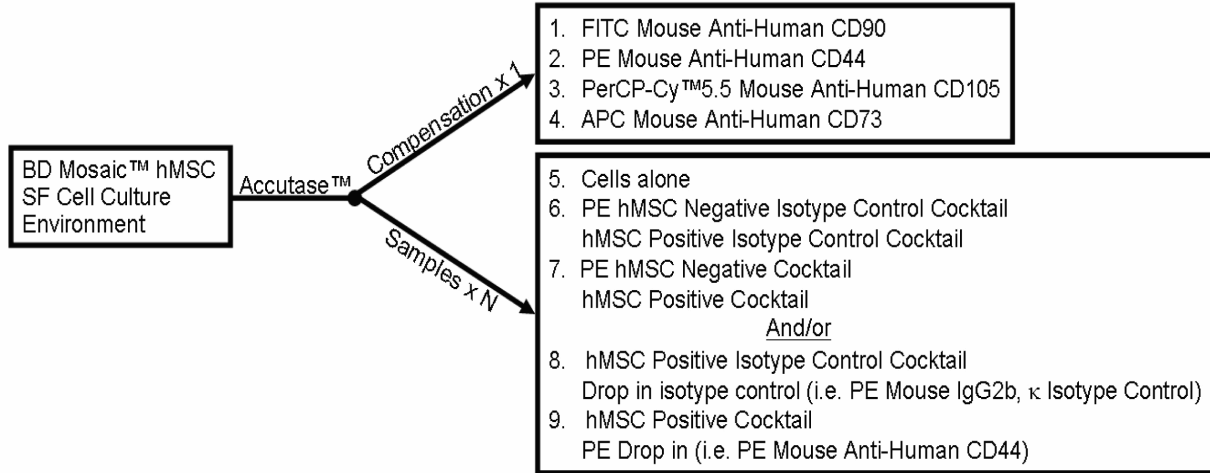 BD Mosaic™ hMSC
SF Cell Culture
Environment
Accutase™
Compensation x 1
1. FITC Mouse Anti-Human CD90
2. PE Mouse Anti-Human CD44
3. PerCP-Cy™5.5 Mouse Anti-Human CD105
4. APC Mouse Anti-Human CD73
Samples x N
5. Cells alone
6. PE hMSC Negative Isotype Control Cocktail
hMSC Positive Isotype Control Cocktail
7. PE hMSC Negative Cocktail
hMSC Positive Cocktail
And/or
8. hMSC Positive Isotype Control Cocktail
Drop in isotype control (i.e. PE Mouse IgG2b, κ Isotype Control)
9. hMSC Positive Cocktail
PE Drop in (i.e. PE Mouse Anti-Human CD44)